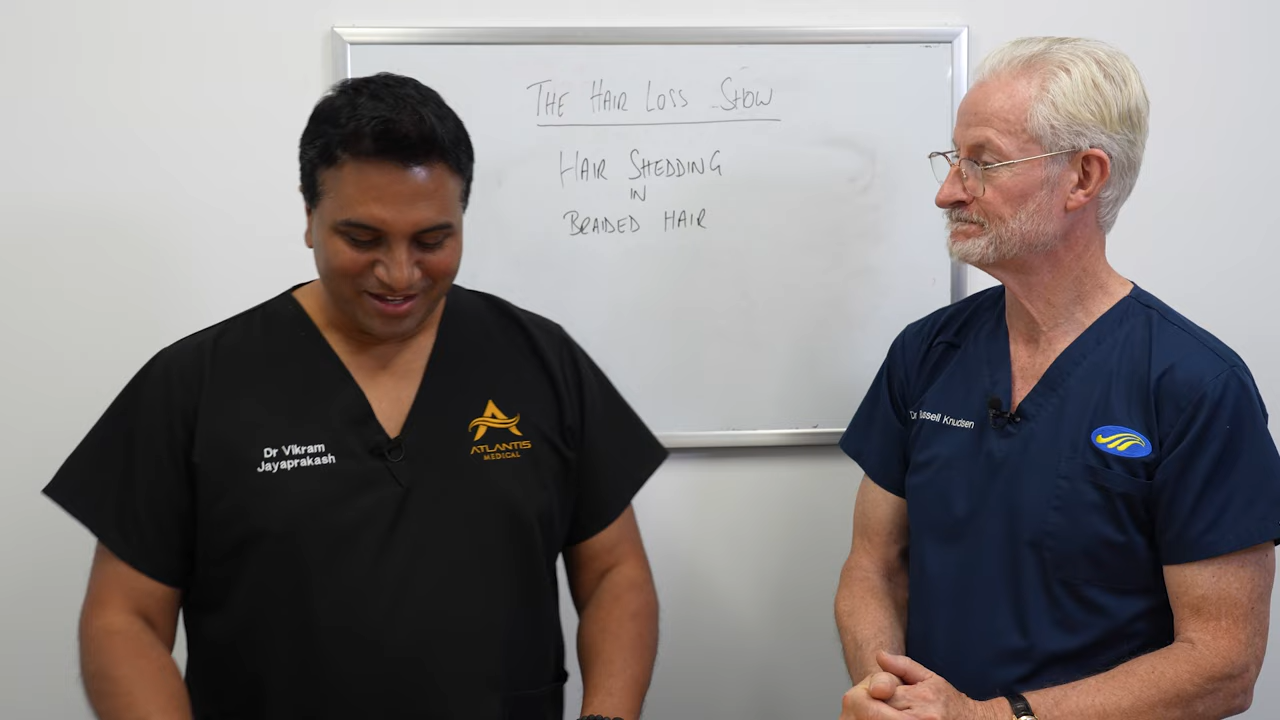 THE HAIR LOSS SHOW
HAIR SHEDDING
IN
BRAIDED HAIR
Dr Vikram
Jayaprakash
ATLANTIS
MEDICAL
Dr Russell Knudsen